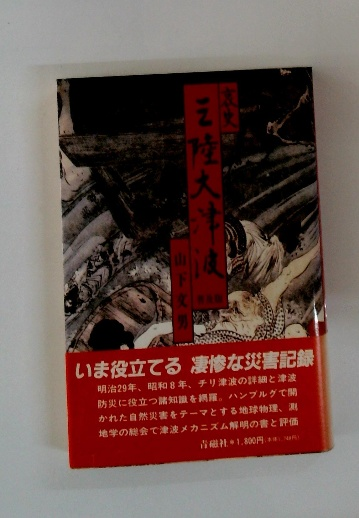 哀史
三陸大津波
山下文男
いま役立てる 凄惨な災害記録
明治29年、昭和8年、チリ津波の詳細と津波
防災に役立つ諸知識を網羅。ハンブルグで開
かれた自然災害をテーマとする地球物理、測
地学の総会で津波メカニズム解明の書と評価
青磁社 1,800円